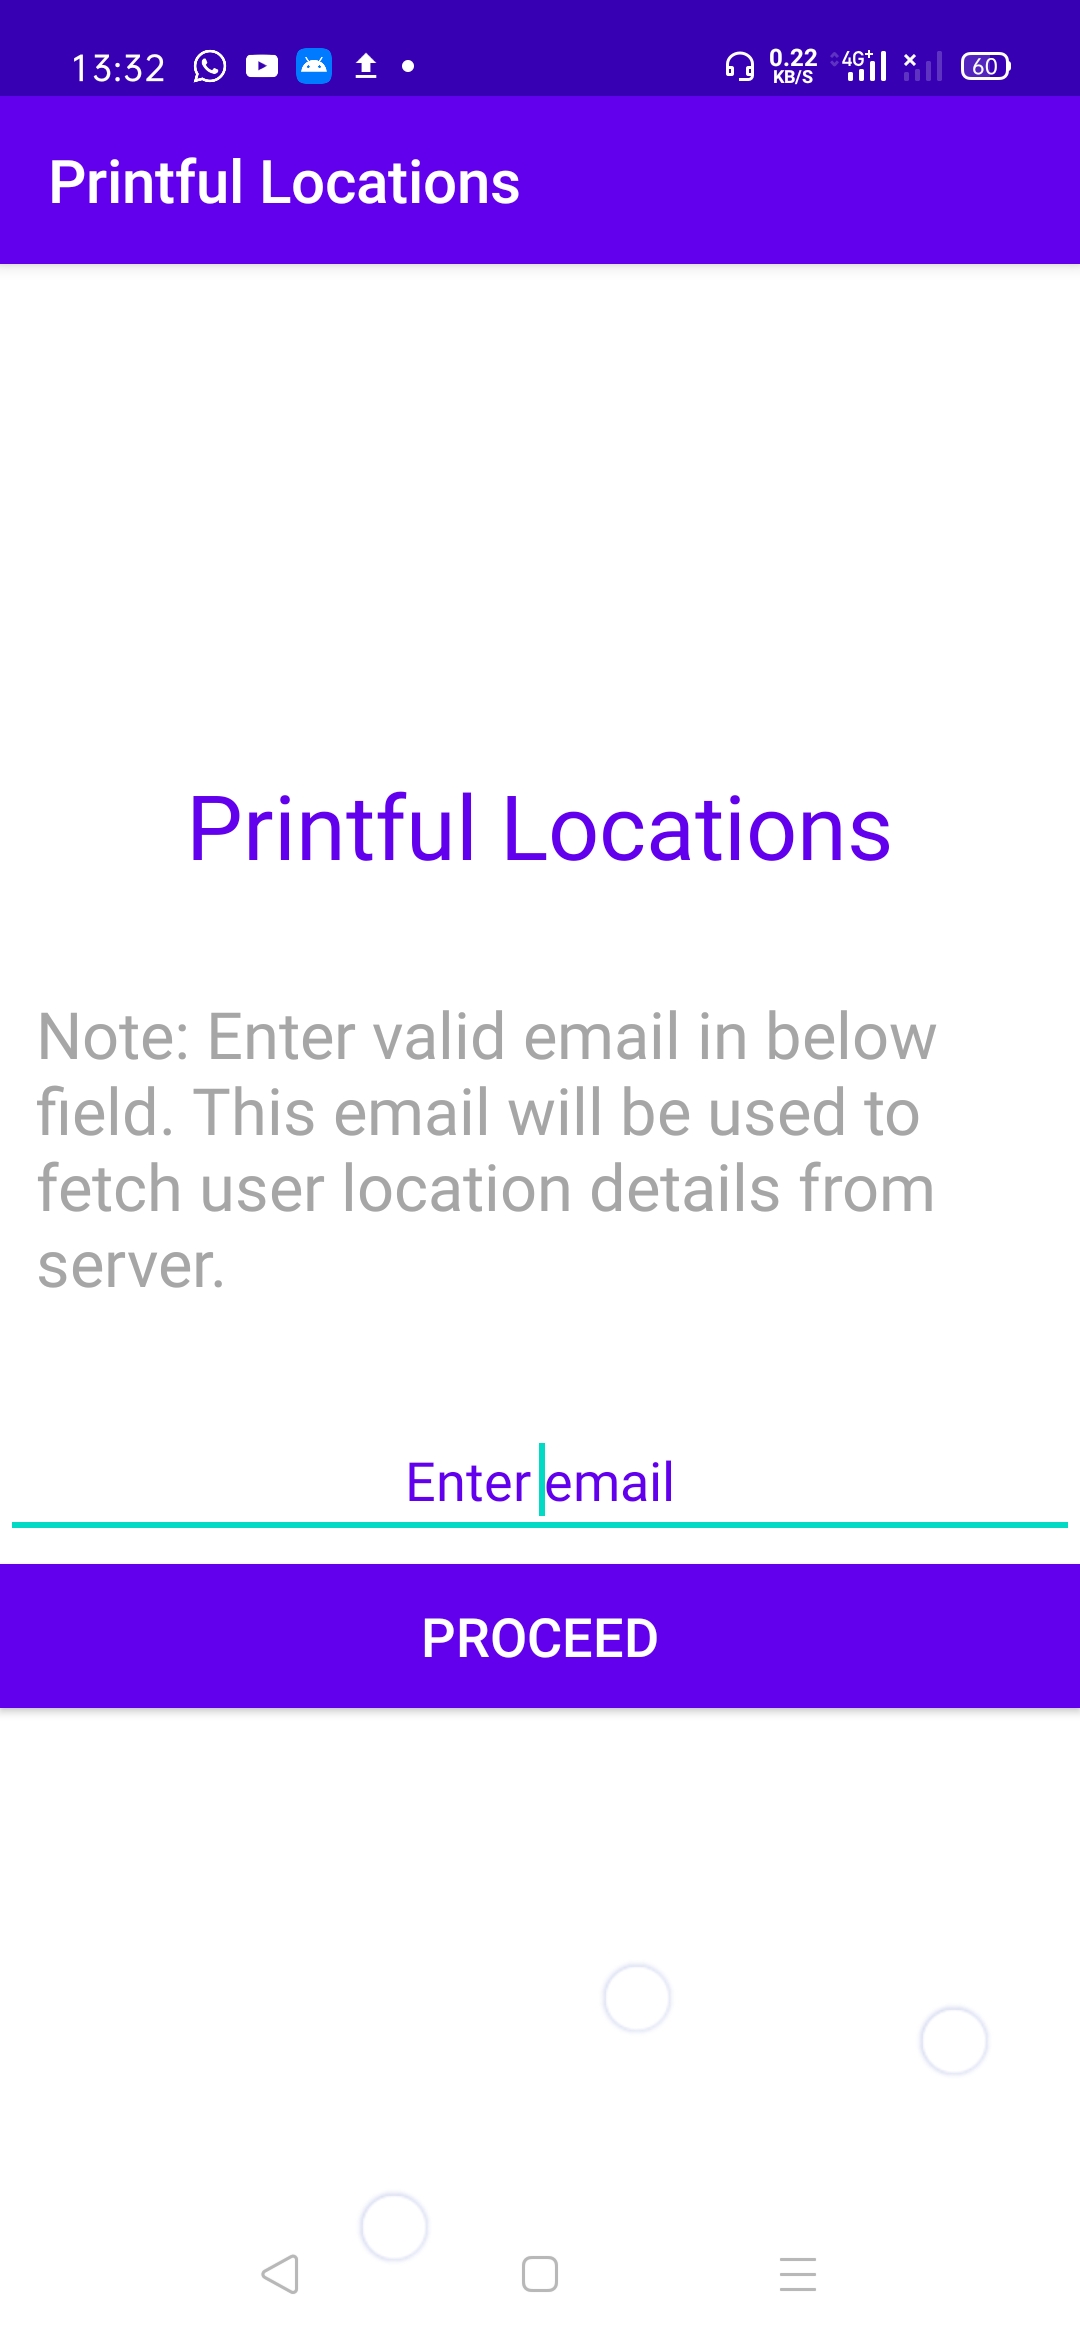 13:32 0.22 KB/S 4G+ 60
Printful Locations
Printful Locations
Note: Enter valid email in below
field. This email will be used to
fetch user location details from
server.
Enter email
PROCEED